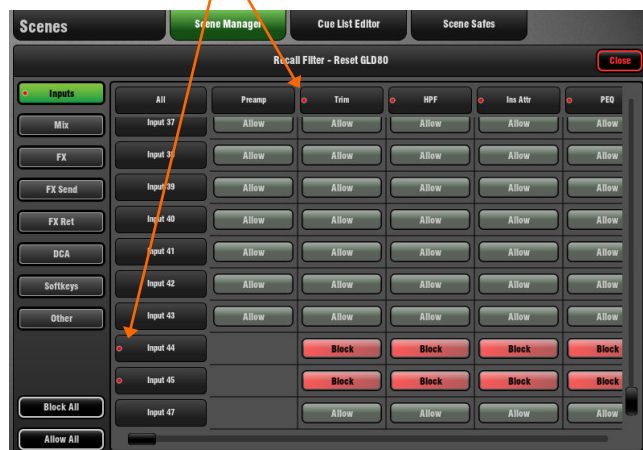 Scenes Scene Manager Cue List Editor Scene Safes
Recall Filter - Reset GLD80 Close
Inputs All Preamp Trim HPF Ins Attr PEQ
Mix Input 37 Allow Allow Allow Allow Allow
FX Input 38 Allow Allow Allow Allow Allow
FX Send Input 39 Allow Allow Allow Allow Allow
FX Ret Input 40 Allow Allow Allow Allow Allow
DCA Input 41 Allow Allow Allow Allow Allow
Softkeys Input 42 Allow Allow Allow Allow Allow
Other Input 43 Allow Allow Allow Allow Allow
Input 44 Block Block Block Block
Input 45 Block Block Block Block
Block All Input 47 Allow Allow Allow Allow
Allow All